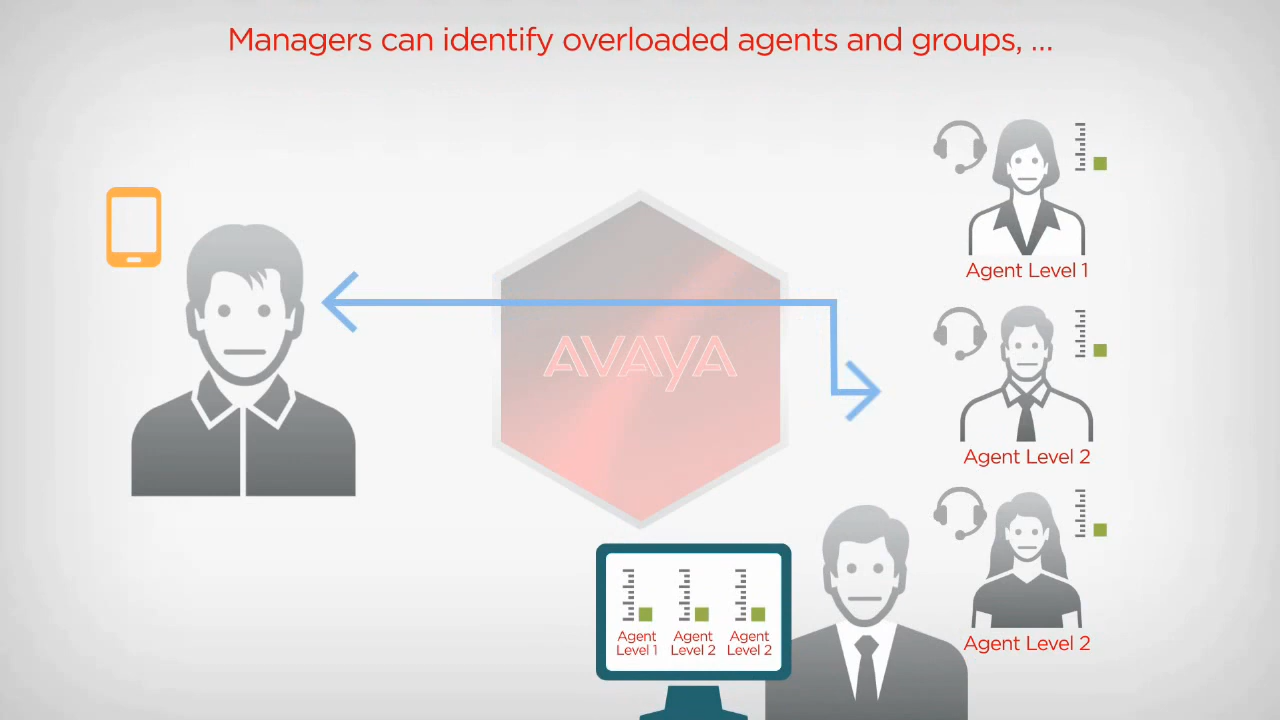 Managers can identify overloaded agents and groups, ...
AVAYA
Agent Level 1
Agent Level 2
Agent Level 2
Agent
Level 1
Agent
Level 2
Agent
Level 2